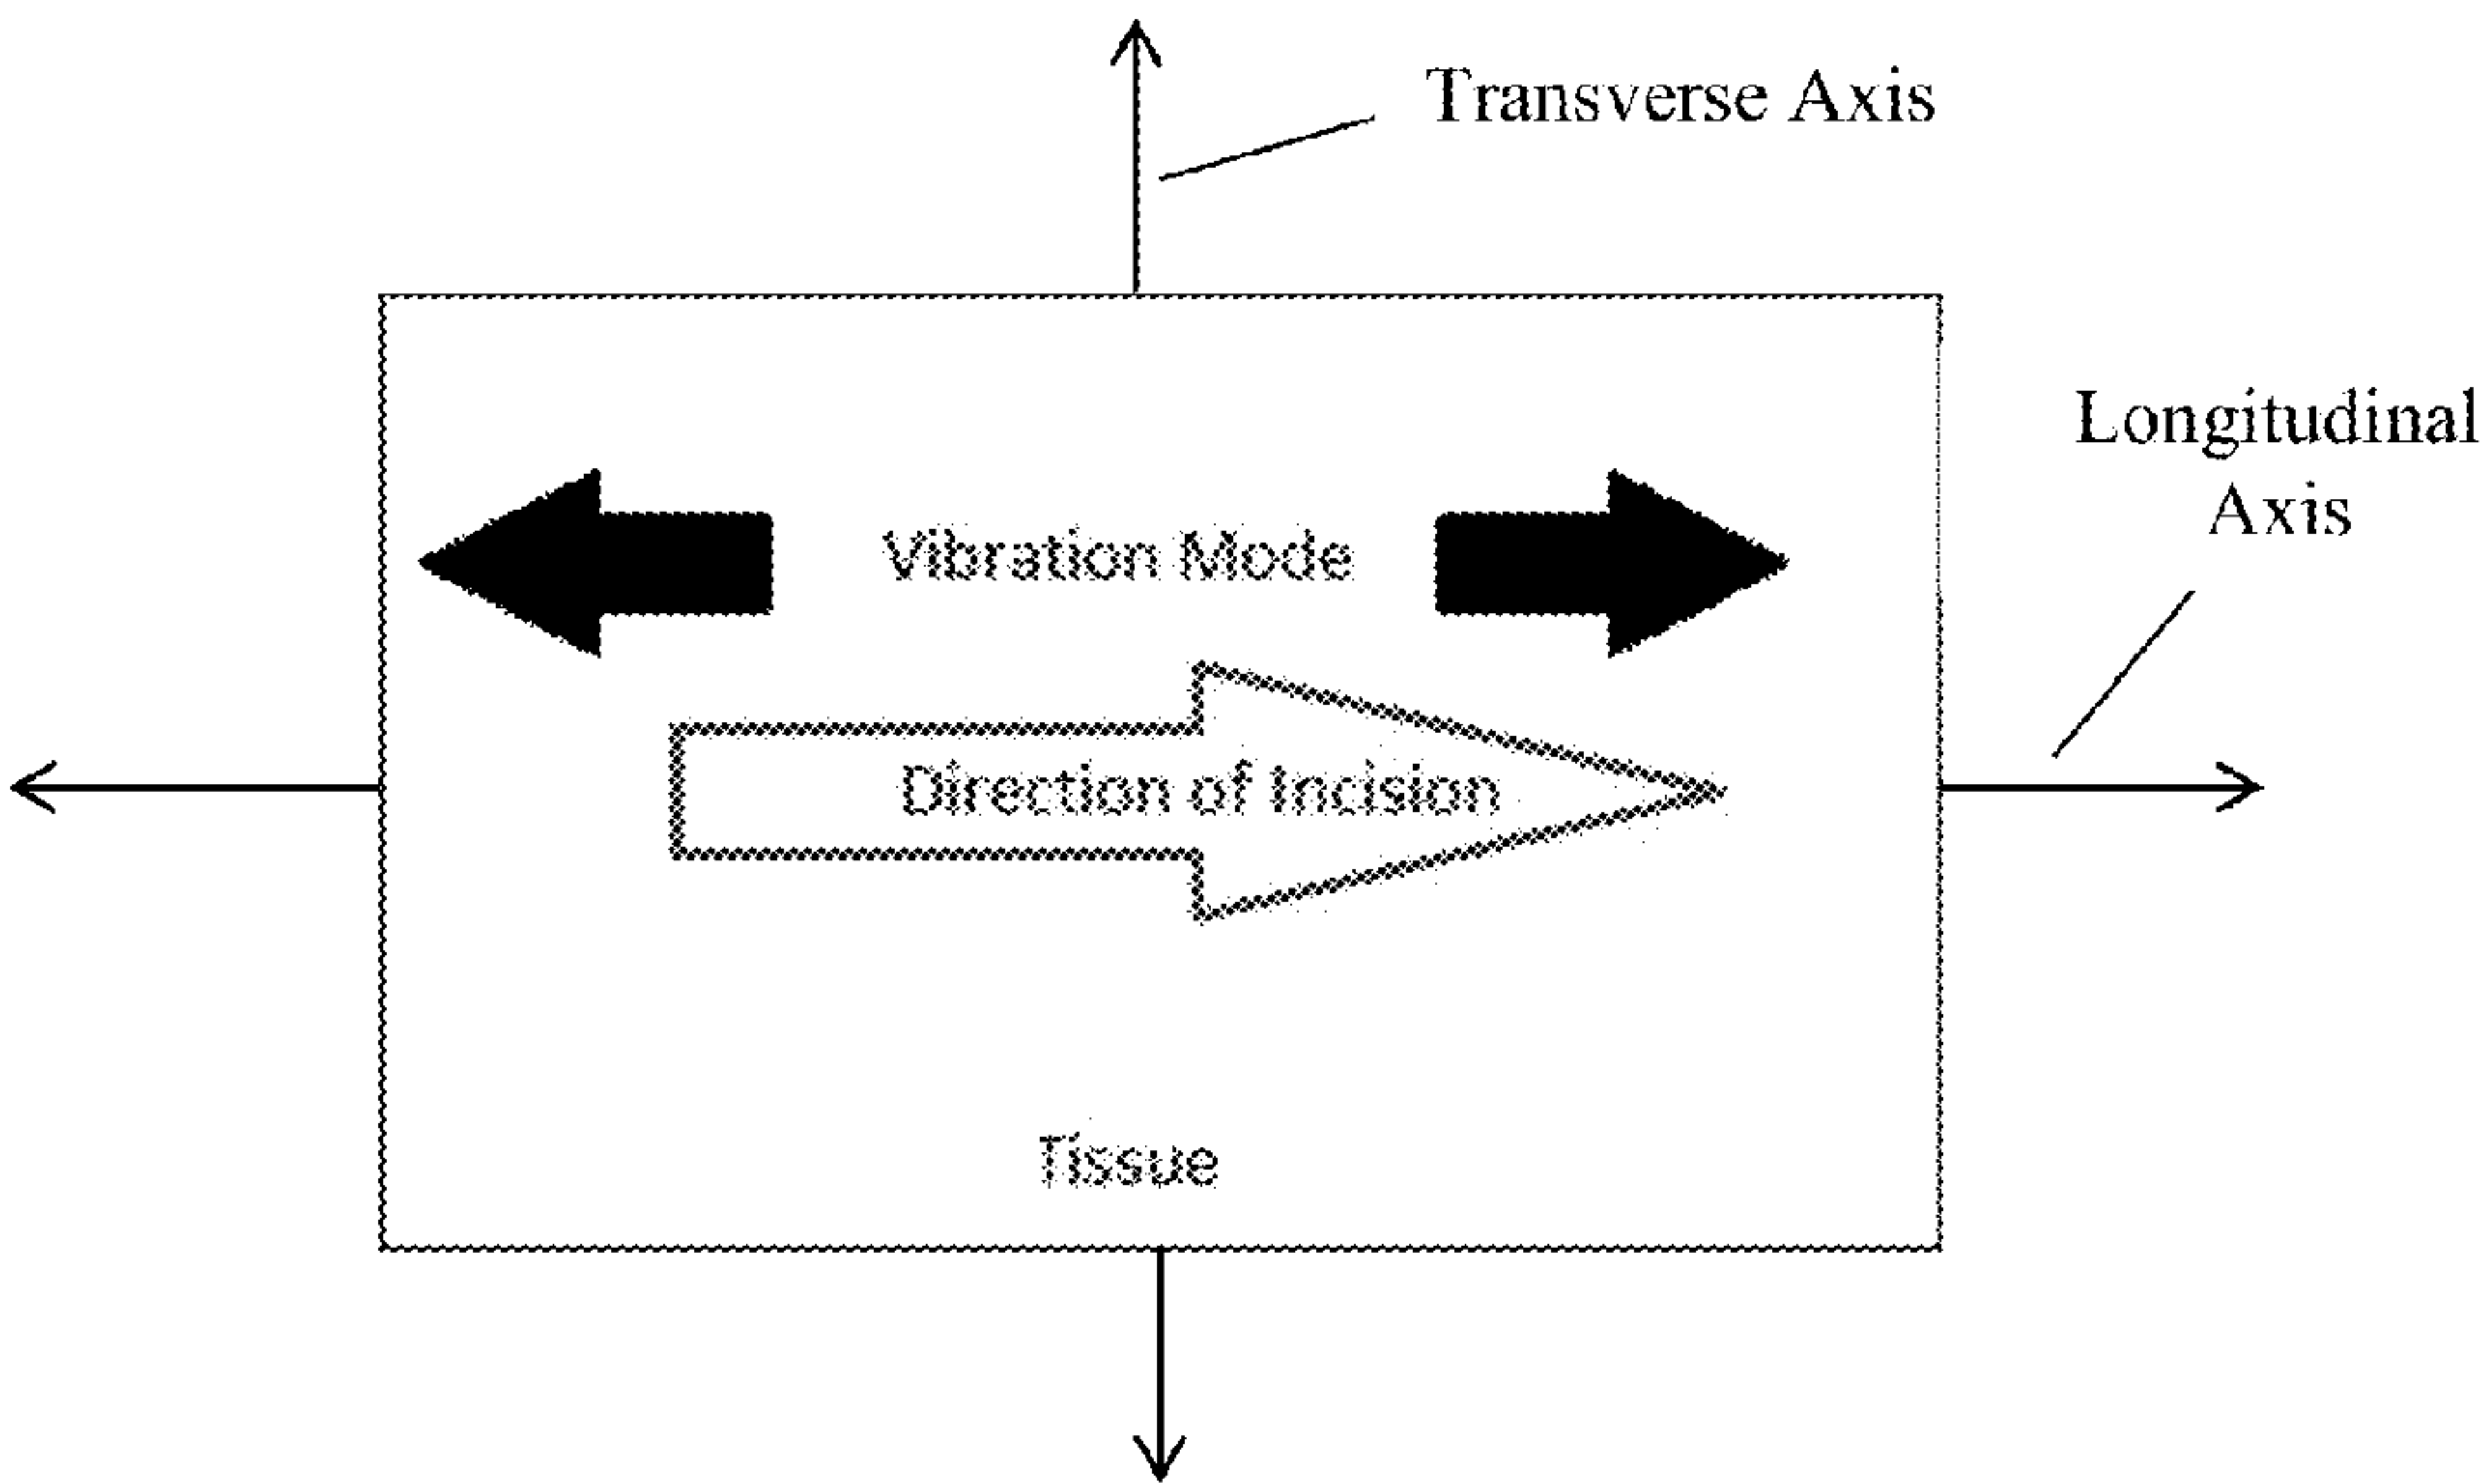 Transverse Axis
Longitudinal
Axis
Vibration Mode
Direction of Incision
Tissue